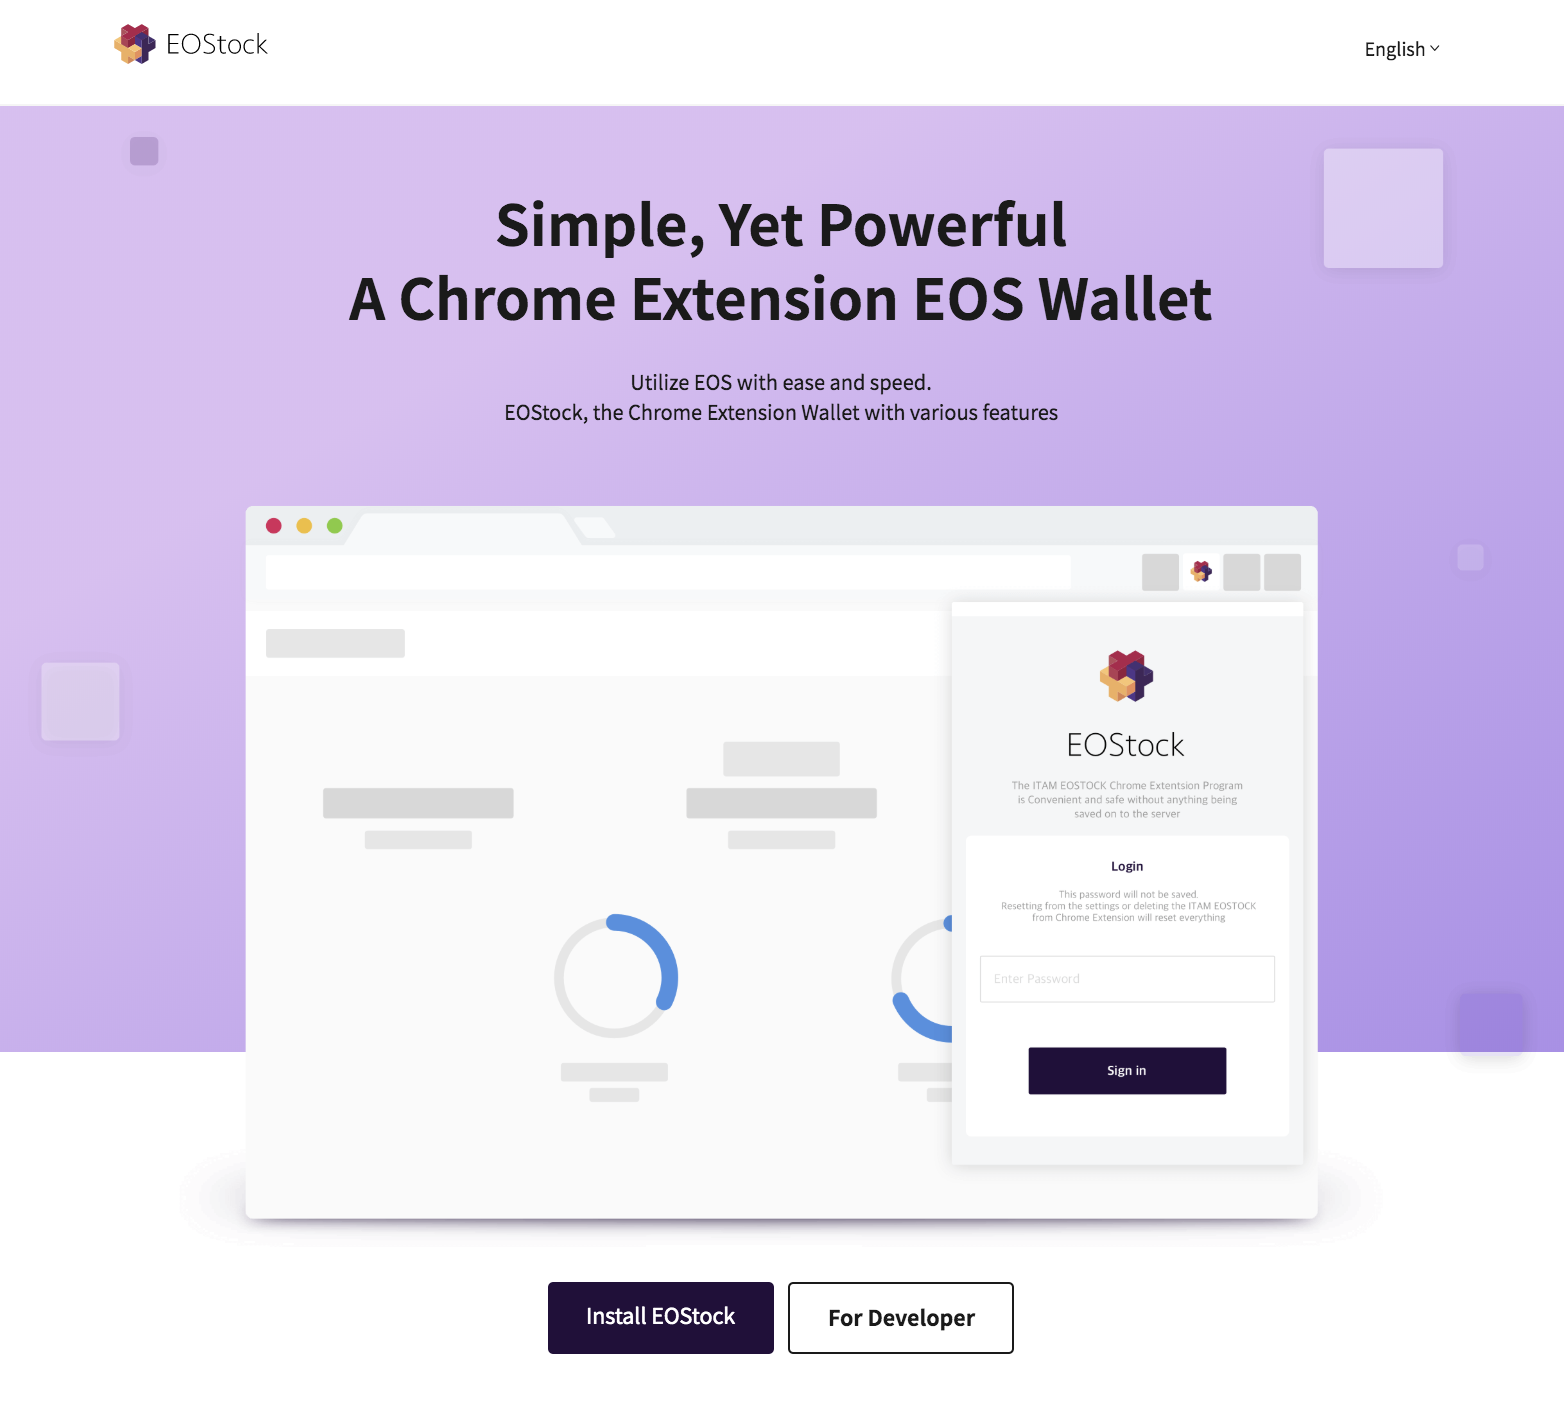 EOStock
English
Simple, Yet Powerful
A Chrome Extension EOS Wallet
Utilize EOS with ease and speed.
EOStock, the Chrome Extension Wallet with various features
EOStock
The ITAM EOSTOCK Chrome Extentsion Program
is Convenient and safe without anything being
saved on to the server
Login
This password will not be saved.
Resetting from the settings or deleting the ITAM EOSTOCK
from Chrome Extension will reset everything
Enter Password
Sign in
Install EOStock
For Developer